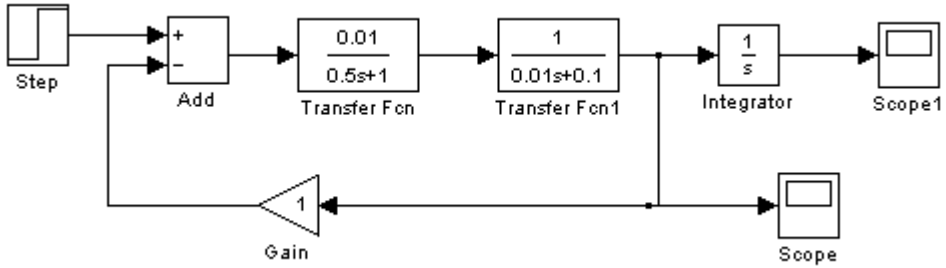 Step
+
−
Add
0.01
0.5s+1
Transfer Fcn
1
0.01s+0.1
Transfer Fcn1
1
s
Integrator
Scope1
1
Gain
Scope